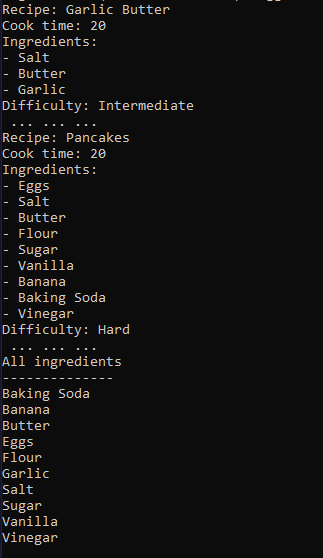 Recipe: Garlic Butter
Cook time: 20
Ingredients:
- Salt
- Butter
- Garlic
Difficulty: Intermediate
... ... ...
Recipe: Pancakes
Cook time: 20
Ingredients:
- Eggs
- Salt
- Butter
- Flour
- Sugar
- Vanilla
- Banana
- Baking Soda
- Vinegar
Difficulty: Hard
... ... ...
All ingredients
--------------
Baking Soda
Banana
Butter
Eggs
Flour
Garlic
Salt
Sugar
Vanilla
Vinegar